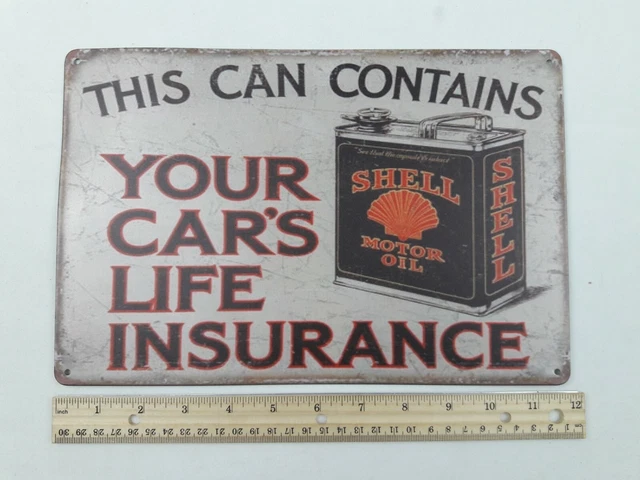 THIS CAN CONTAINS
YOUR
CAR'S
LIFE
INSURANCE
SHELL
MOTOR
OIL
SHELL
inch 1 2 3 4 5 6 7 8 9 10 11 12
30 29 28 27 26 25 24 23 22 21 20 19 18 17 16 15 14 13 12 11 10 9 8 7 6 5 4 3 2 1